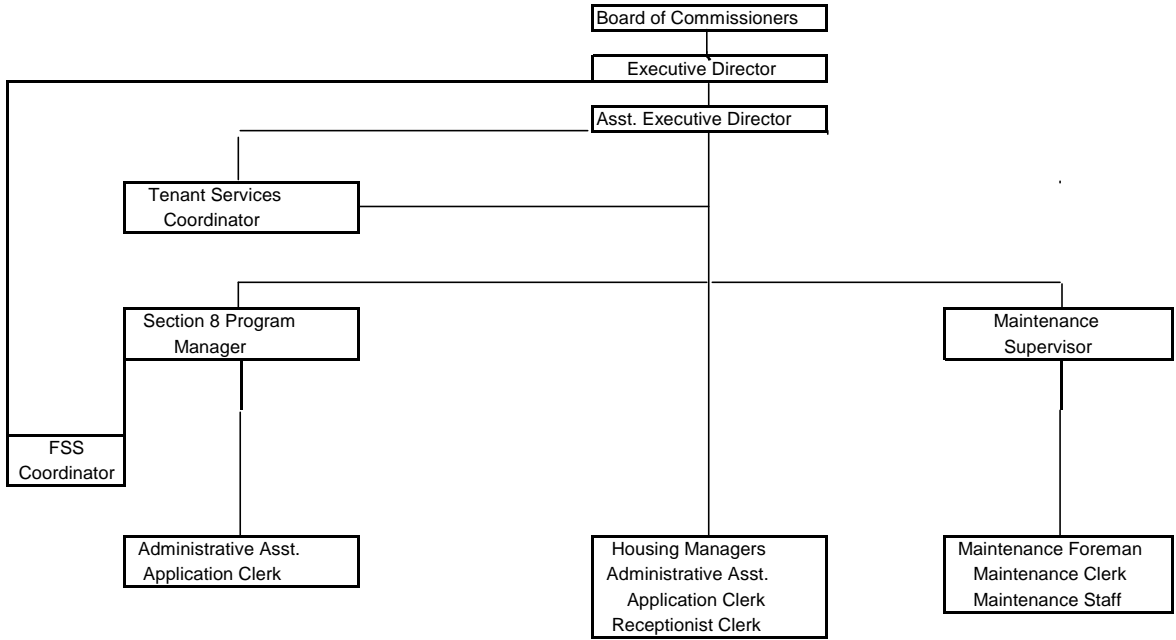 Board of Commissioners
Executive Director
Asst. Executive Director
Tenant Services
Coordinator
Section 8 Program
Manager
Maintenance
Supervisor
FSS
Coordinator
Administrative Asst.
Application Clerk
Housing Managers
Administrative Asst.
Application Clerk
Receptionist Clerk
Maintenance Foreman
Maintenance Clerk
Maintenance Staff